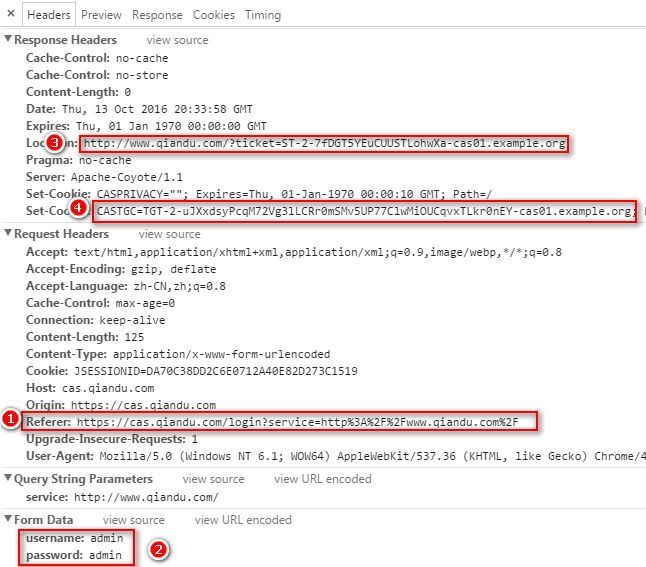 × Headers Preview Response Cookies Timing
▼Response Headers view source
Cache-Control: no-cache
Cache-Control: no-store
Content-Length: 0
Date: Thu, 13 Oct 2016 20:33:58 GMT
Expires: Thu, 01 Jan 1970 00:00:00 GMT
3 Location: http://www.qiandu.com/?ticket=ST-2-7fDGT5YEuCUUSTLohwXa-cas01.example.org
Pragma: no-cache
Server: Apache-Coyote/1.1
Set-Cookie: CASPRIVACY=""; Expires=Thu, 01-Jan-1970 00:00:10 GMT; Path=/
4 Set-Coo CASTGC=TGT-2-uJXxdsyPcqM72Vg3lLCRr0mSMv5UP77ClwMiOUCqvxTLkr0nEY-cas01.example.org;
▼Request Headers view source
Accept: text/html,application/xhtml+xml,application/xml;q=0.9,image/webp,*/*;q=0.8
Accept-Encoding: gzip, deflate
Accept-Language: zh-CN,zh;q=0.8
Cache-Control: max-age=0
Connection: keep-alive
Content-Length: 125
Content-Type: application/x-www-form-urlencoded
Cookie: JSESSIONID=DA70C38DD2C6E0712A40E82D273C1519
Host: cas.qiandu.com
Origin: https://cas.qiandu.com
1 Referer: https://cas.qiandu.com/login?service=http%3A%2F%2Fwww.qiandu.com%2F
Upgrade-Insecure-Requests: 1
User-Agent: Mozilla/5.0 (Windows NT 6.1; WOW64) AppleWebKit/537.36 (KHTML, like Gecko) Chrome/4
▼Query String Parameters view source view URL encoded
service: http://www.qiandu.com/
▼Form Data view source view URL encoded
username: admin
password: admin 2